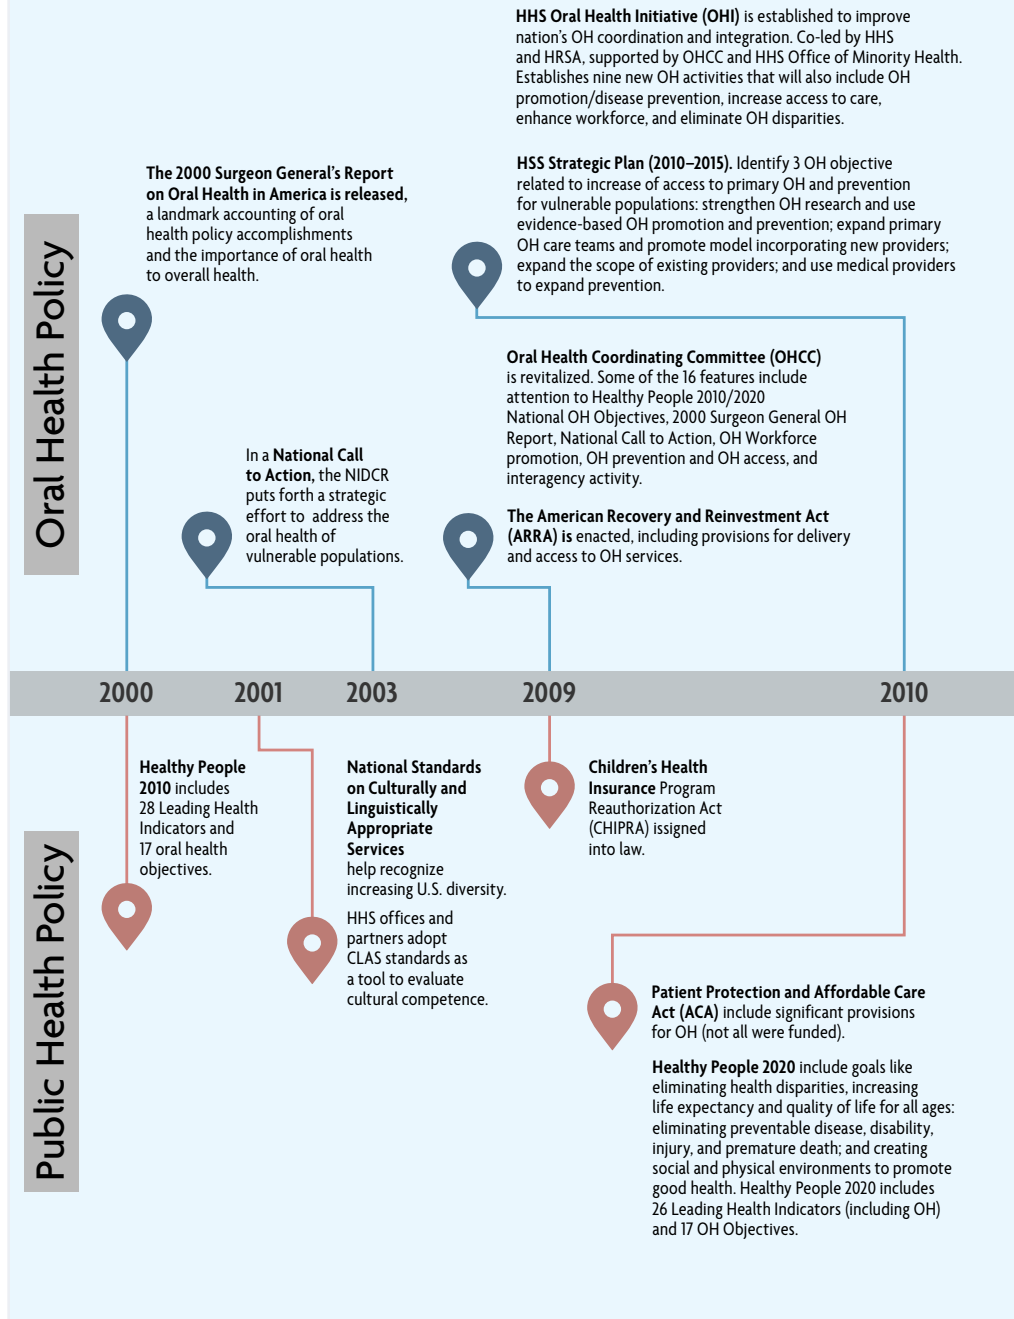 HHS Oral Health Initiative (OHI) is established to improve
nation's OH coordination and integration. Co-led by HHS
and HRSA, supported by OHCC and HHS Office of Minority Health.
Establishes nine new OH activities that will also include OH
promotion/disease prevention, increase access to care,
enhance workforce, and eliminate OH disparities.
HSS Strategic Plan (2010–2015). Identify 3 OH objective
related to increase of access to primary OH and prevention
for vulnerable populations: strengthen OH research and use
evidence-based OH promotion and prevention; expand primary
OH care teams and promote model incorporating new providers;
expand the scope of existing providers; and use medical providers
to expand prevention.
The 2000 Surgeon General's Report
on Oral Health in America is released,
a landmark accounting of oral
health policy accomplishments
and the importance of oral health
to overall health.
Oral Health Policy
Oral Health Coordinating Committee (OHCC)
is revitalized. Some of the 16 features include
attention to Healthy People 2010/2020
National OH Objectives, 2000 Surgeon General OH
Report, National Call to Action, OH Workforce
promotion, OH prevention and OH access, and
interagency activity.
In a National Call
to Action, the NIDCR
puts forth a strategic
effort to  address the
oral health of
vulnerable populations.
The American Recovery and Reinvestment Act
(ARRA) is enacted, including provisions for delivery
and access to OH services.
2000 2001 2003 2009 2010
Healthy People
2010 includes
28 Leading Health
Indicators and
17 oral health
objectives.
National Standards
on Culturally and
Linguistically
Appropriate
Services
help recognize
increasing U.S. diversity.
HHS offices and
partners adopt
CLAS standards as
a tool to evaluate
cultural competence.
Children's Health
Insurance Program
Reauthorization Act
(CHIPRA) issigned
into law.
Public Health Policy
Patient Protection and Affordable Care
Act (ACA) include significant provisions
for OH (not all were funded).
Healthy People 2020 include goals like
eliminating health disparities, increasing
life expectancy and quality of life for all ages:
eliminating preventable disease, disability,
injury, and premature death; and creating
social and physical environments to promote
good health. Healthy People 2020 includes
26 Leading Health Indicators (including OH)
and 17 OH Objectives.